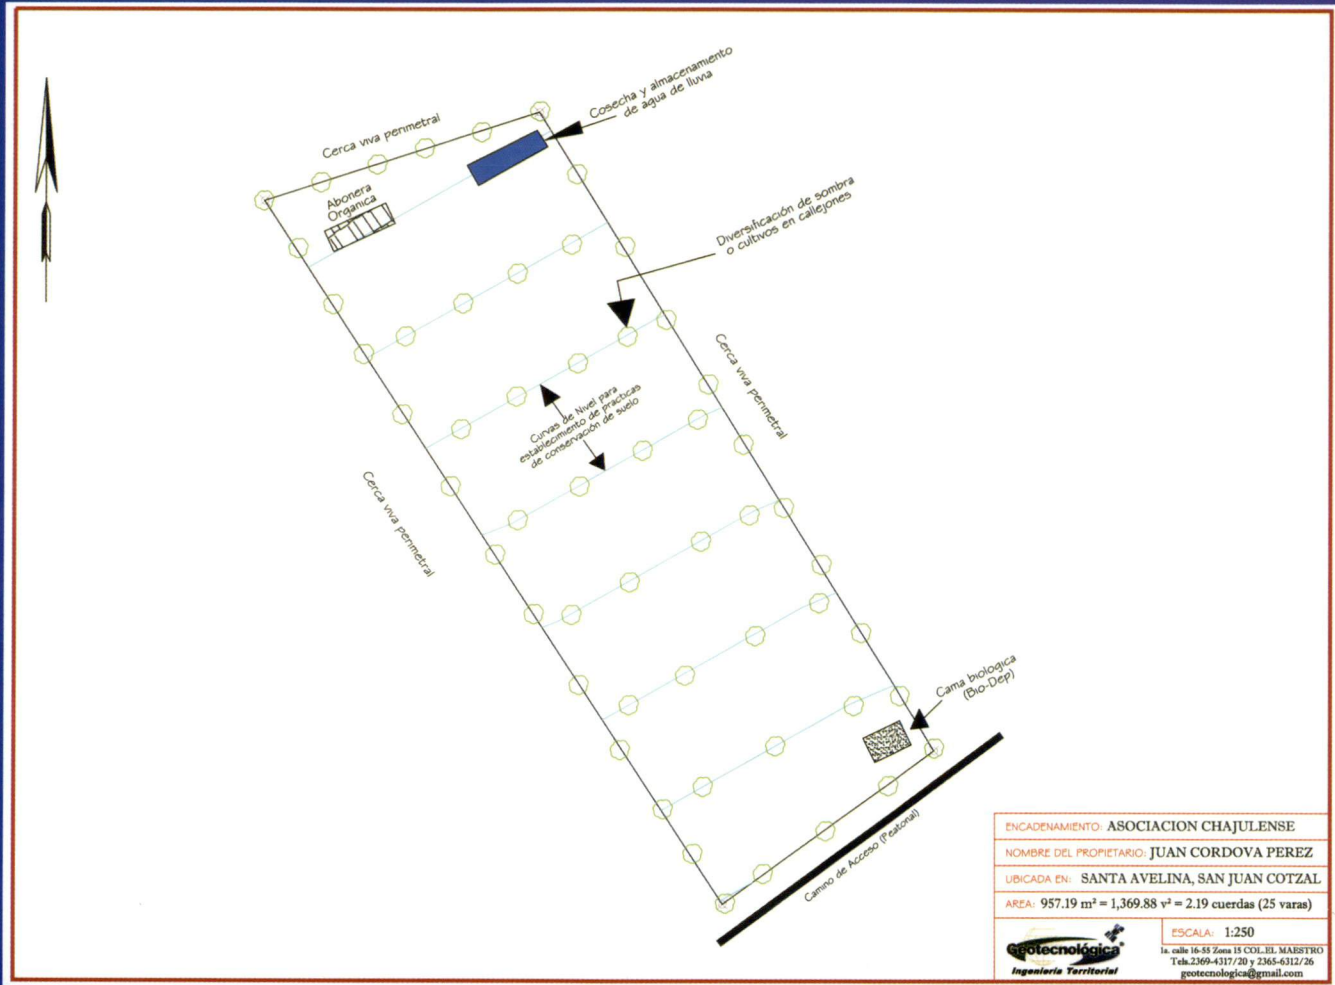 Cosecha y almacenamiento
de agua de lluvia
Cerca viva perimetral
Abonera
Organica
Diversificación de sombra
o cultivos en callejones
Cerca viva perimetral
Curvas de Nivel para
establecimiento de practicas
de conservación de suelo
Cerca viva perimetral
Cama biologica
(Bio-Dep)
Camino de Acceso (Peatonal)
ENCADENAMIENTO: ASOCIACION CHAJULENSE
NOMBRE DEL PROPIETARIO: JUAN CORDOVA PEREZ
UBICADA EN: SANTA AVELINA, SAN JUAN COTZAL
AREA: 957.19 m² = 1,369.88 v² = 2.19 cuerdas (25 varas)
Geotecnológica
Ingeniería Territorial
ESCALA: 1:250
1a. calle 16-55 Zona 15 COL.EL MAESTRO
Tels.2369-4317/20 y 2365-6312/26
geotecnologica@gmail.com